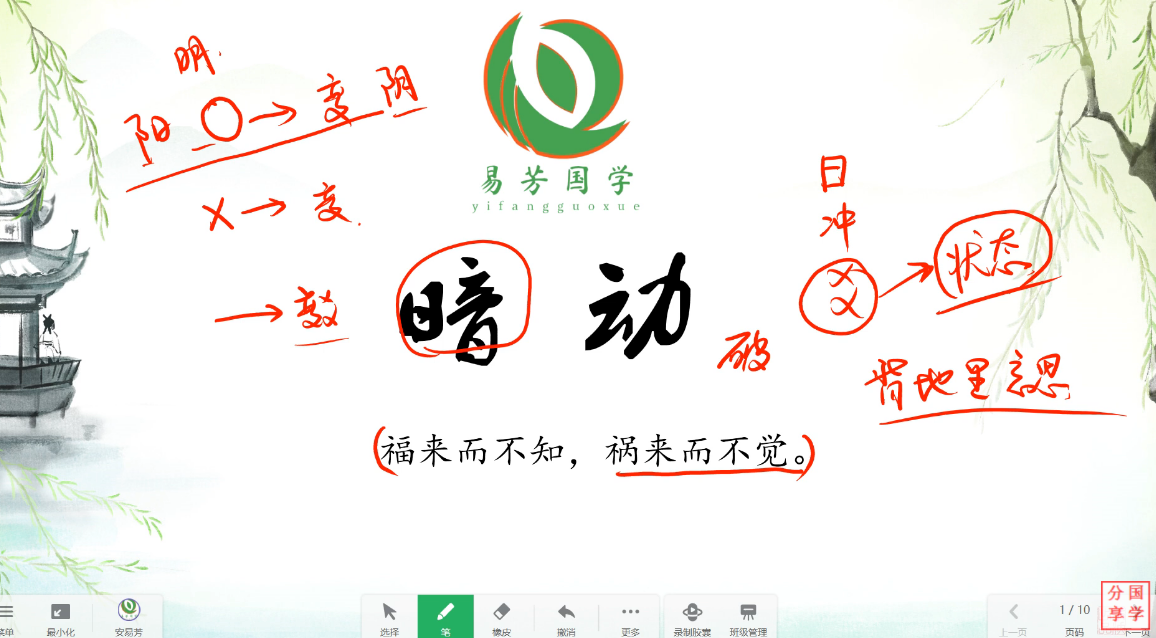 明
阳 ○ → 变 阴
X → 变
→ 散
易芳国学
yifangguoxue
日
冲
爻 → 状态
暗动
破
背地里意思
(福来而不知，祸来而不觉。)
菜单
最小化
安易芳
选择
笔
橡皮
撤消
更多
录制胶囊
班级管理
上一页
1 / 10
页码
下一页
分国
享学